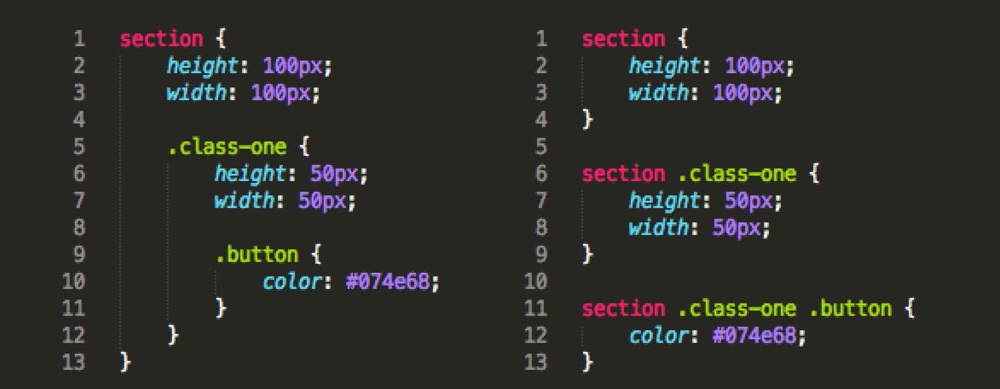 1 section {
2 height: 100px;
3 width: 100px;
4
5 .class-one {
6 height: 50px;
7 width: 50px;
8
9 .button {
10 color: #074e68;
11 }
12 }
13 }
1 section {
2 height: 100px;
3 width: 100px;
4 }
5
6 section .class-one {
7 height: 50px;
8 width: 50px;
9 }
10
11 section .class-one .button {
12 color: #074e68;
13 }